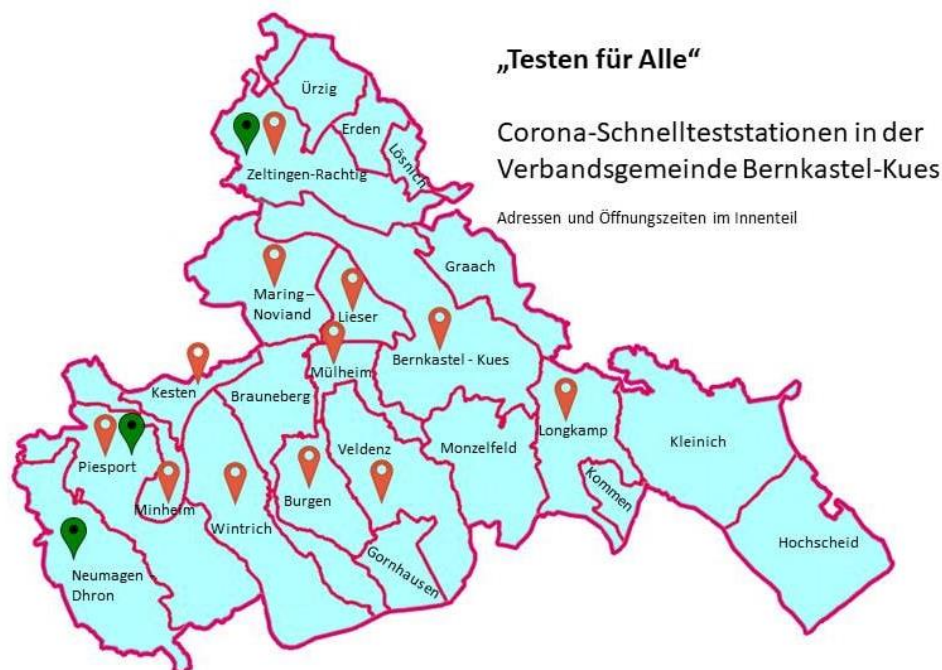 „Testen für Alle“
Corona-Schnellteststationen in der
Verbandsgemeinde Bernkastel-Kues
Adressen und Öffnungszeiten im Innenteil
Ürzig
Erden
Lösnich
Zeltingen-Rachtig
Graach
Maring –
Noviand
Lieser
Bernkastel - Kues
Mülheim
Kesten
Brauneberg
Piesport
Minheim
Wintrich
Burgen
Veldenz
Monzelfeld
Longkamp
Kommen
Kleinich
Hochscheid
Gornhausen
Neumagen
Dhron